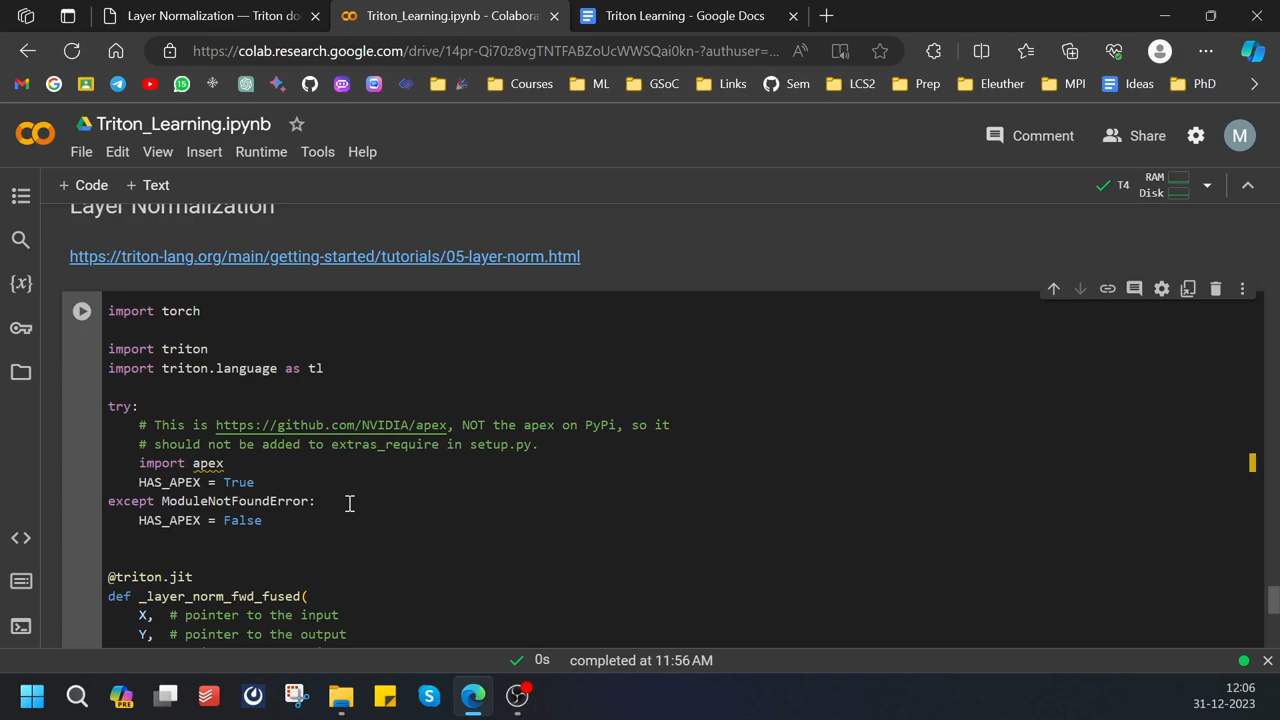 Layer Normalization — Triton do
Triton_Learning.ipynb - Colabora
Triton Learning - Google Docs
https://colab.research.google.com/drive/14pr-Qi70z8vgTNTFABZoUcWWSQai0kn-?authuser=...
Courses
ML
GSoC
Links
Sem
LCS2
Prep
Eleuther
MPI
Ideas
PhD
Triton_Learning.ipynb
Comment
Share
M
File Edit View Insert Runtime Tools Help
+ Code + Text
T4
RAM
Disk
Layer Normalization
https://triton-lang.org/main/getting-started/tutorials/05-layer-norm.html
import torch
import triton
import triton.language as tl
try:
# This is https://github.com/NVIDIA/apex, NOT the apex on PyPi, so it
# should not be added to extras_require in setup.py.
import apex
HAS_APEX = True
except ModuleNotFoundError:
HAS_APEX = False
@triton.jit
def _layer_norm_fwd_fused(
X, # pointer to the input
Y, # pointer to the output
0s completed at 11:56 AM
PRE
12:06
31-12-2023